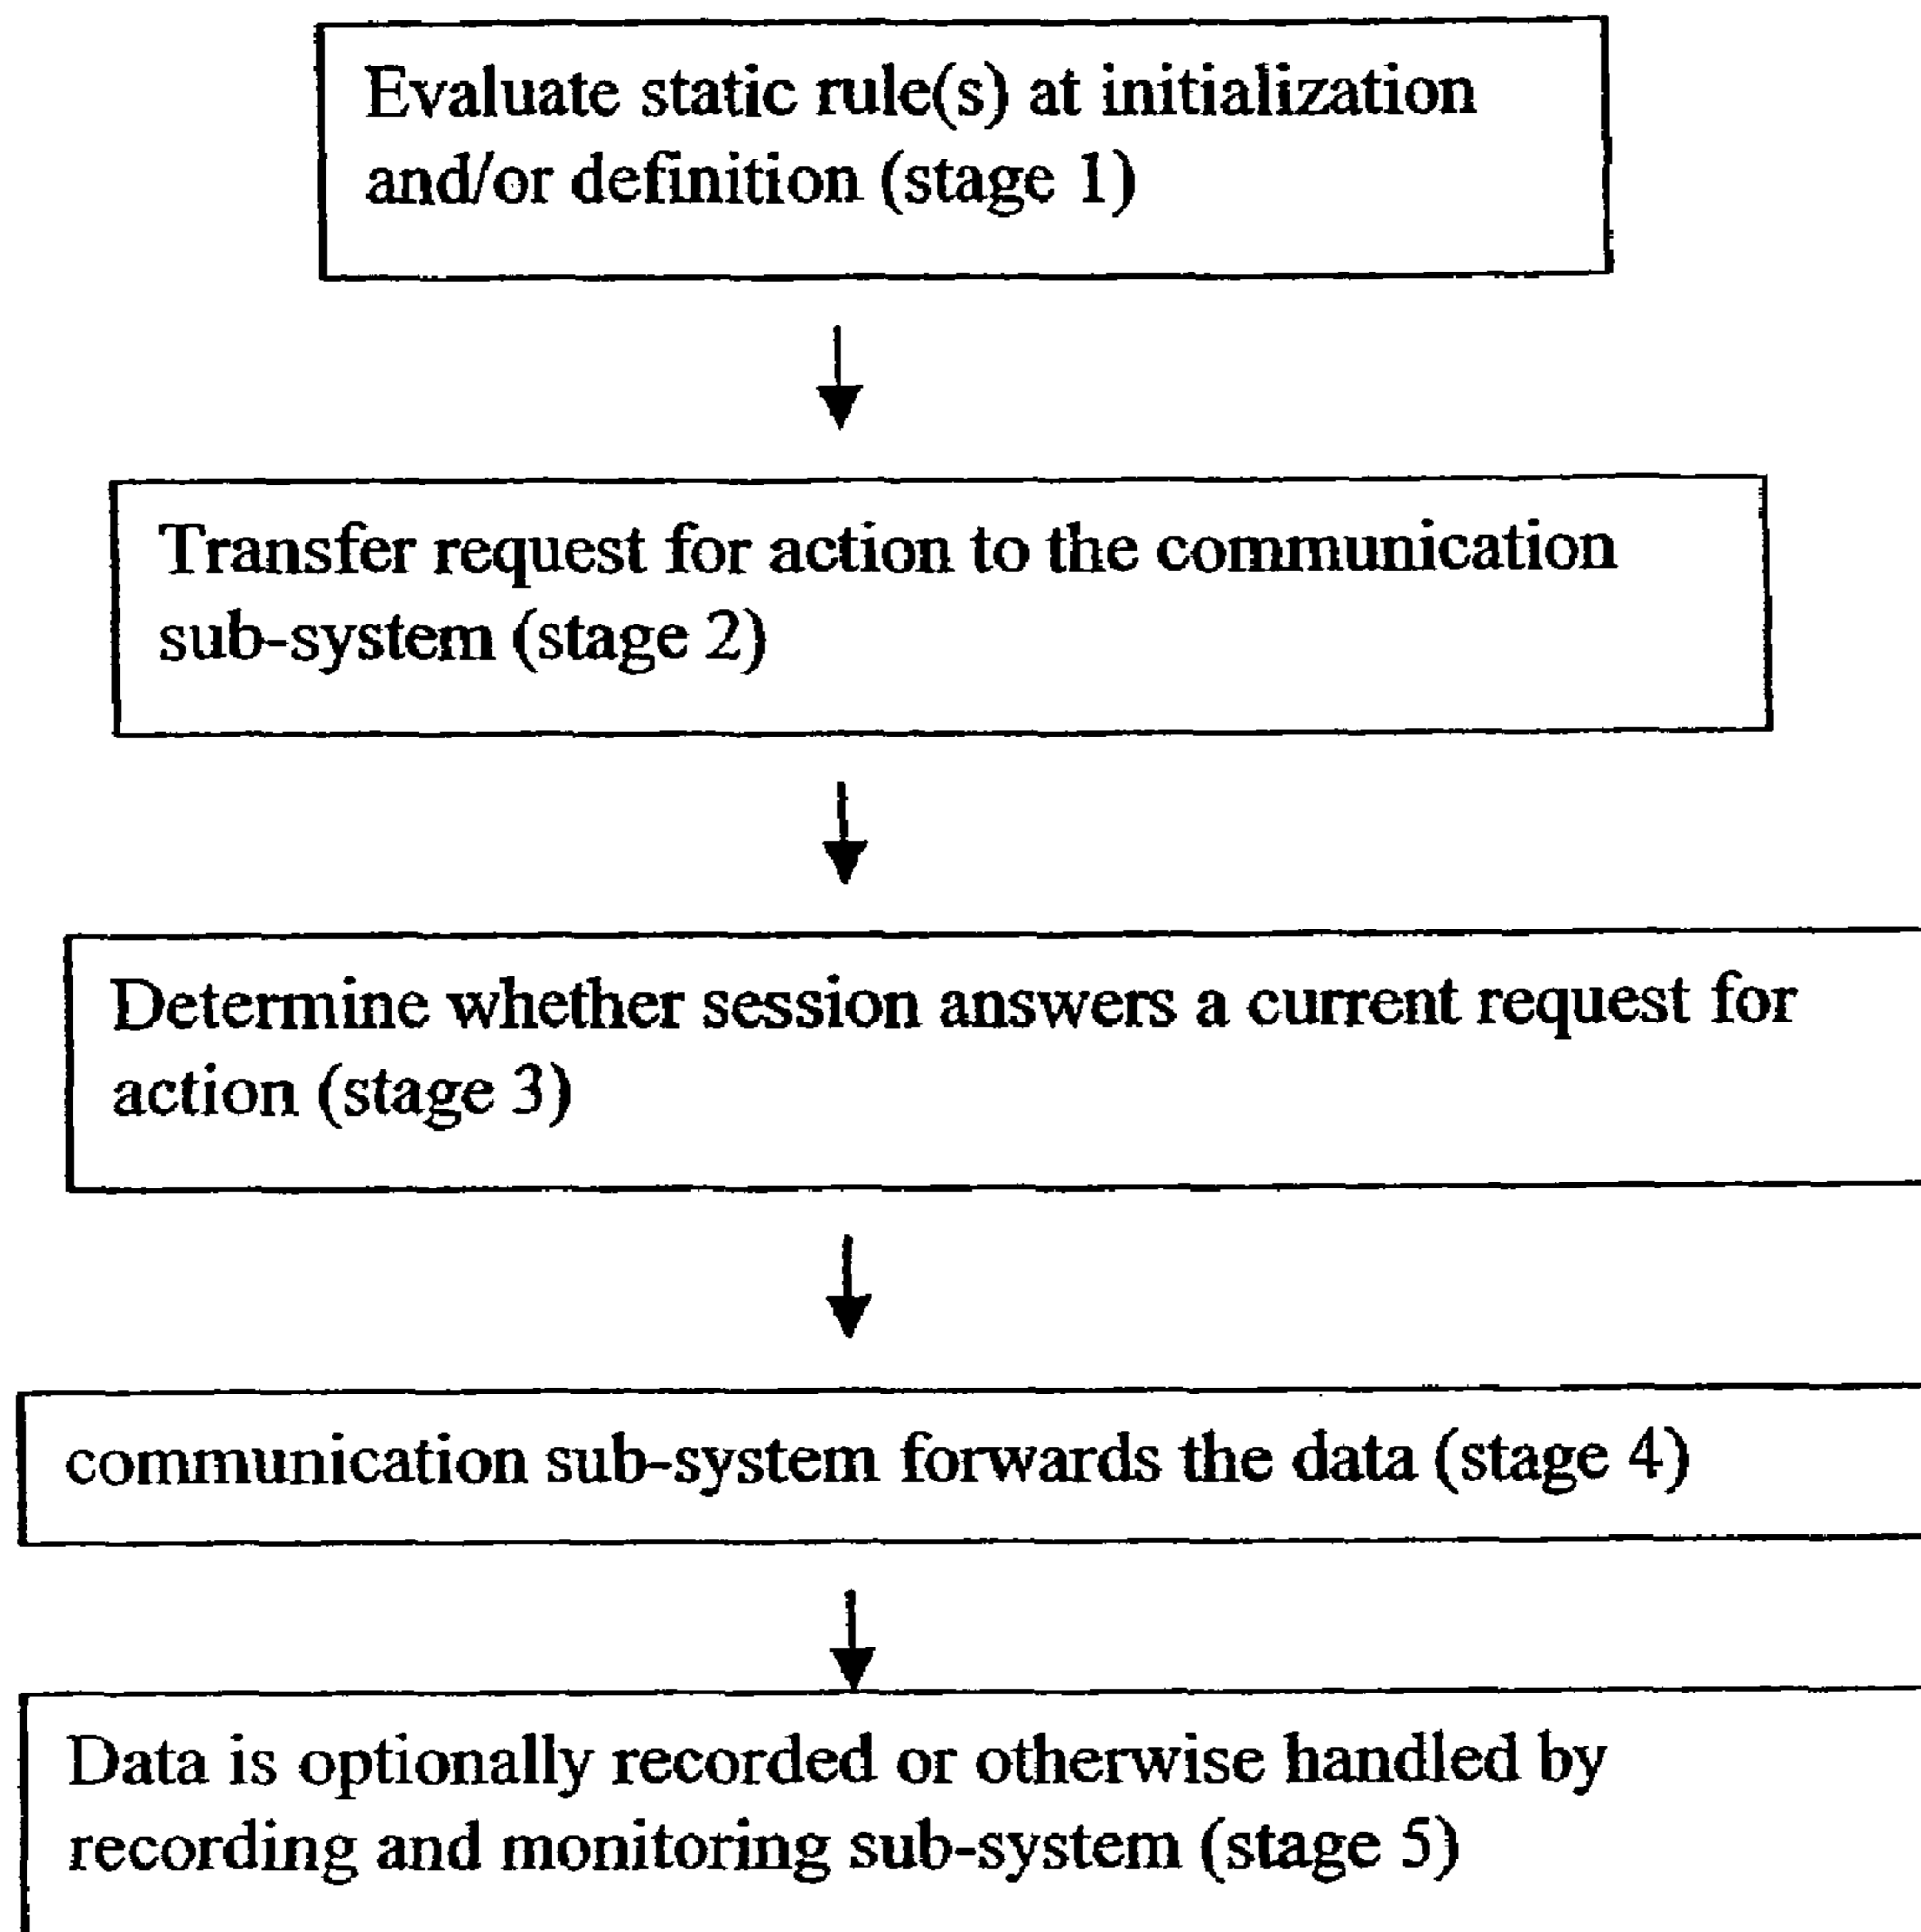 Evaluate static rule(s) at initialization
and/or definition (stage 1)
Transfer request for action to the communication
sub-system (stage 2)
Determine whether session answers a current request for
action (stage 3)
communication sub-system forwards the data (stage 4)
Data is optionally recorded or otherwise handled by
recording and monitoring sub-system (stage 5)